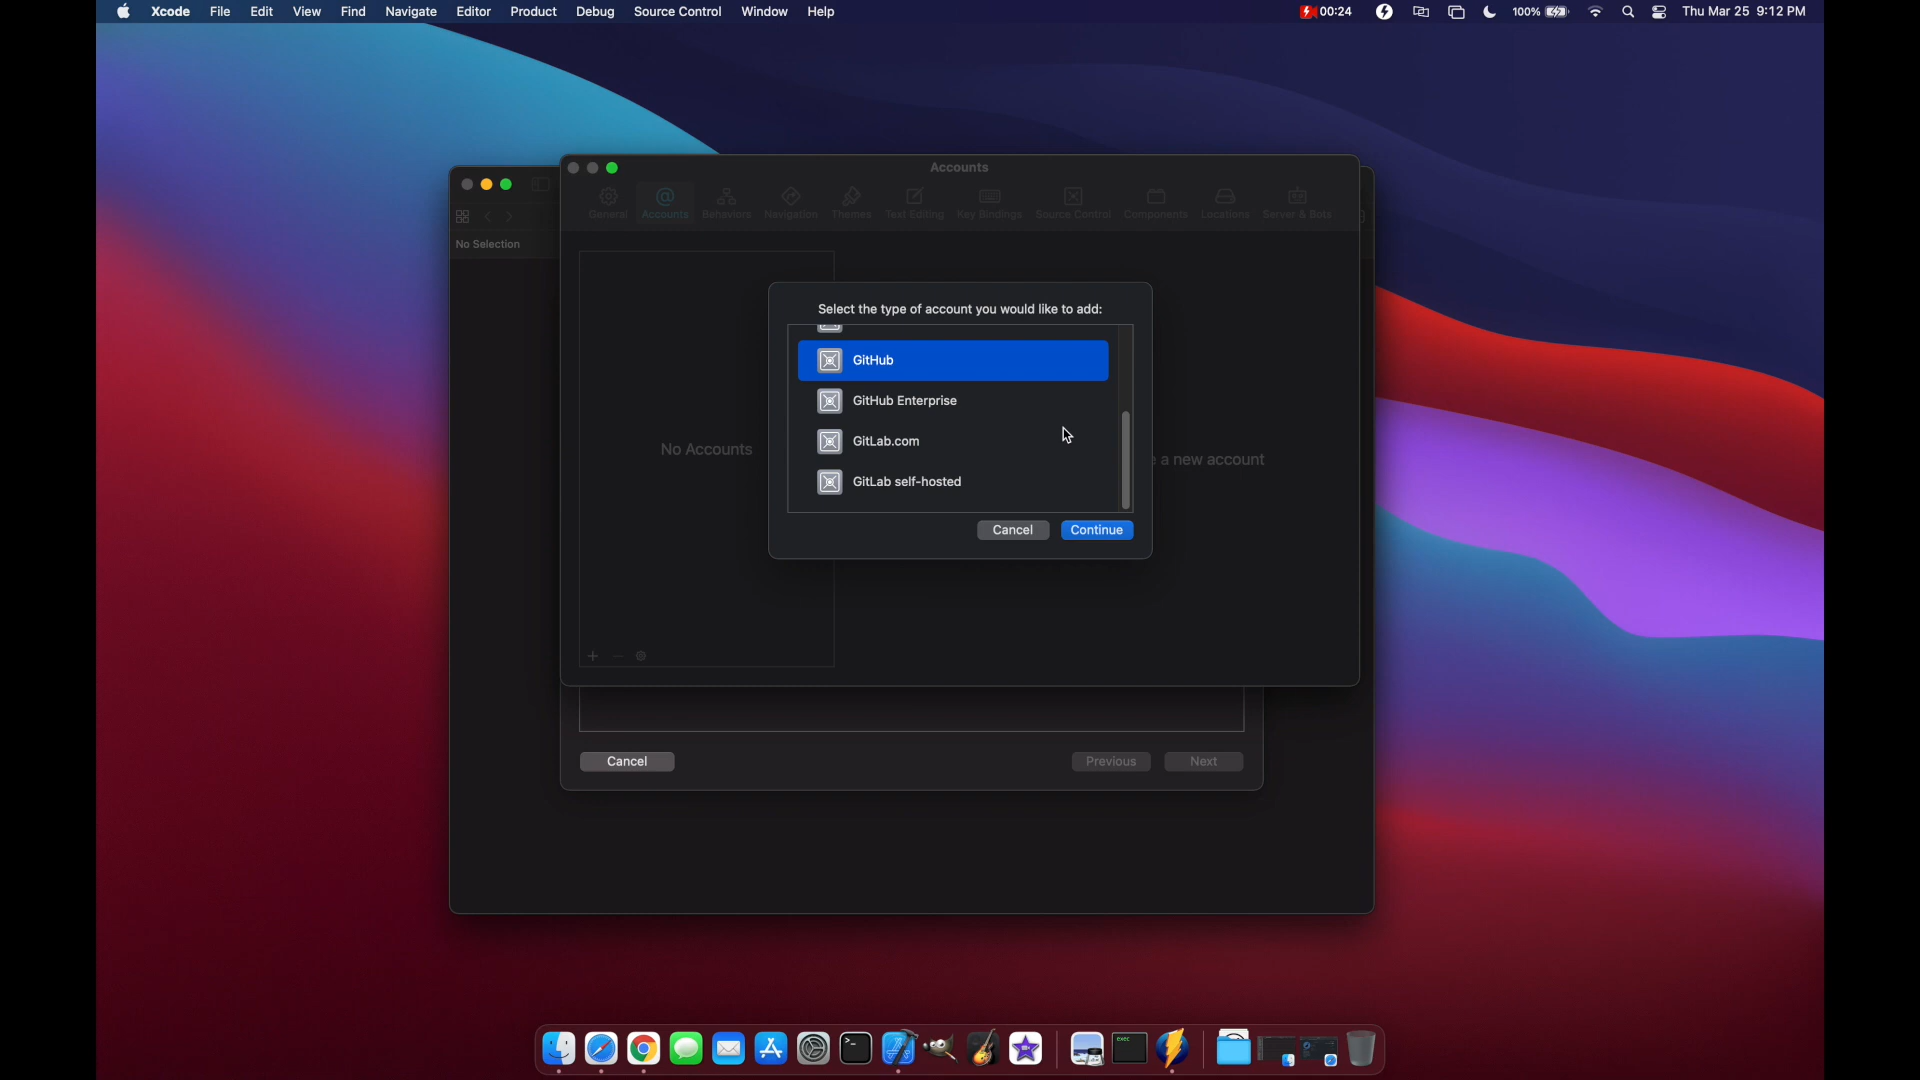 Xcode File Edit View Find Navigate Editor Product Debug Source Control Window Help 00:24 100% Thu Mar 25 9:12 PM
Accounts
General Accounts Behaviors Navigation Themes Text Editing Key Bindings Source Control Components Locations Server & Bots
No Selection
Select the type of account you would like to add:
GitHub
GitHub Enterprise
GitLab.com
GitLab self-hosted
No Accounts
a new account
Cancel Continue
Cancel Previous Next
exec